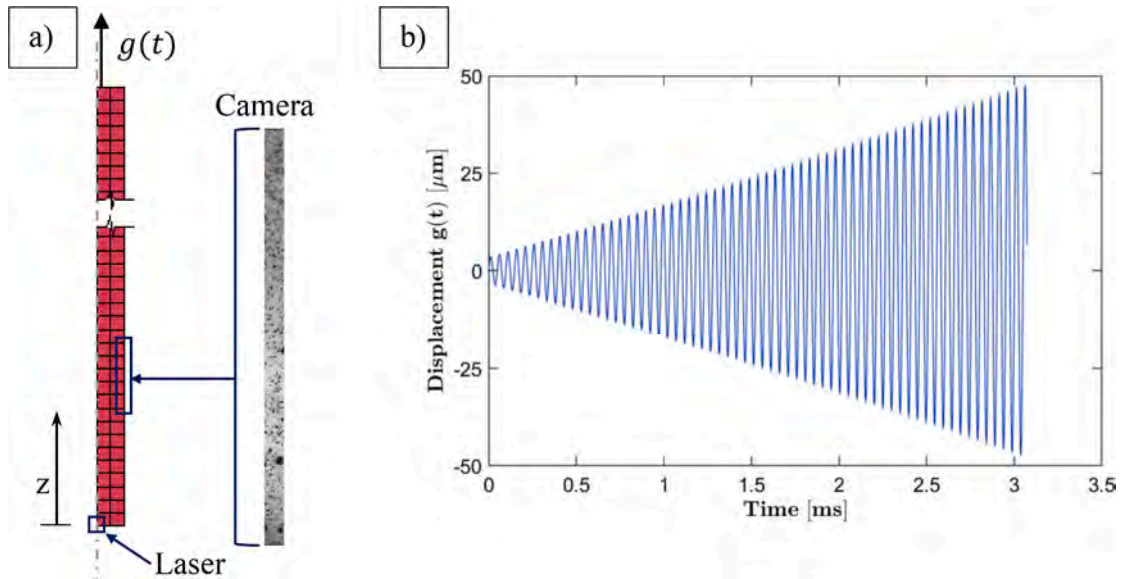 a)
g(t)
Camera
z
Laser
b)
Displacement g(t) [μm]
50
25
0
-25
-50
0 0.5 1 1.5 2 2.5 3 3.5
Time [ms]